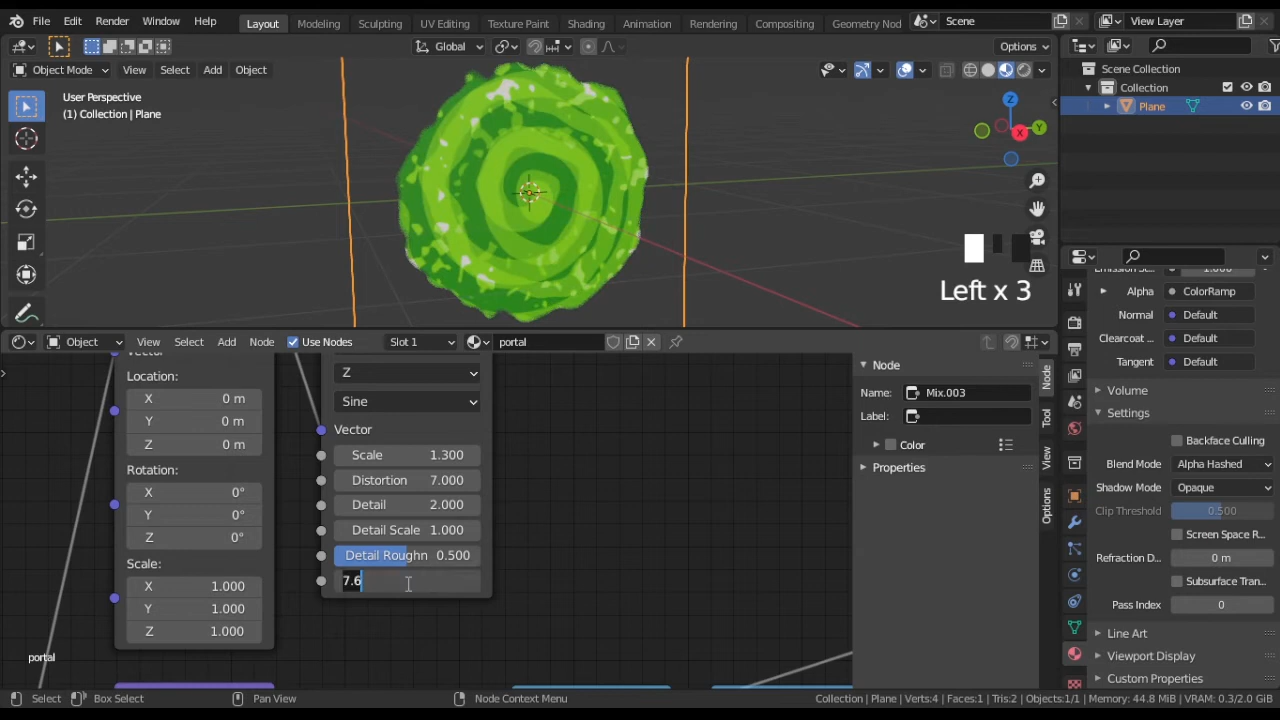 File Edit Render Window Help
Layout Modeling Sculpting UV Editing Texture Paint Shading Animation Rendering Compositing Geometry Nod
Scene
View Layer
Global
Options
Object Mode View Select Add Object
User Perspective
(1) Collection | Plane
Z
Y
X
Left x 3
Scene Collection
Collection
Plane
Object View Select Add Node Use Nodes Slot 1 portal
Location:
X 0 m
Y 0 m
Z 0 m
Rotation:
X 0°
Y 0°
Z 0°
Scale:
X 1.000
Y 1.000
Z 1.000
Z
Sine
Vector
Scale 1.300
Distortion 7.000
Detail 2.000
Detail Scale 1.000
Detail Roughn 0.500
7.6
portal
Node
Name: Mix.003
Label:
Color
Properties
Node
Tool
View
Options
1.000
Alpha ColorRamp
Normal Default
Clearcoat ... Default
Tangent Default
Volume
Settings
Backface Culling
Blend Mode Alpha Hashed
Shadow Mode Opaque
Clip Threshold 0.500
Screen Space R...
Refraction D... 0 m
Subsurface Tran...
Pass Index 0
Line Art
Viewport Display
Custom Properties
Select Box Select Pan View Node Context Menu Collection | Plane | Verts:4 | Faces:1 | Tris:2 | Objects:1/1 | Memory: 44.8 MiB | VRAM: 0.3/2.0 GiB